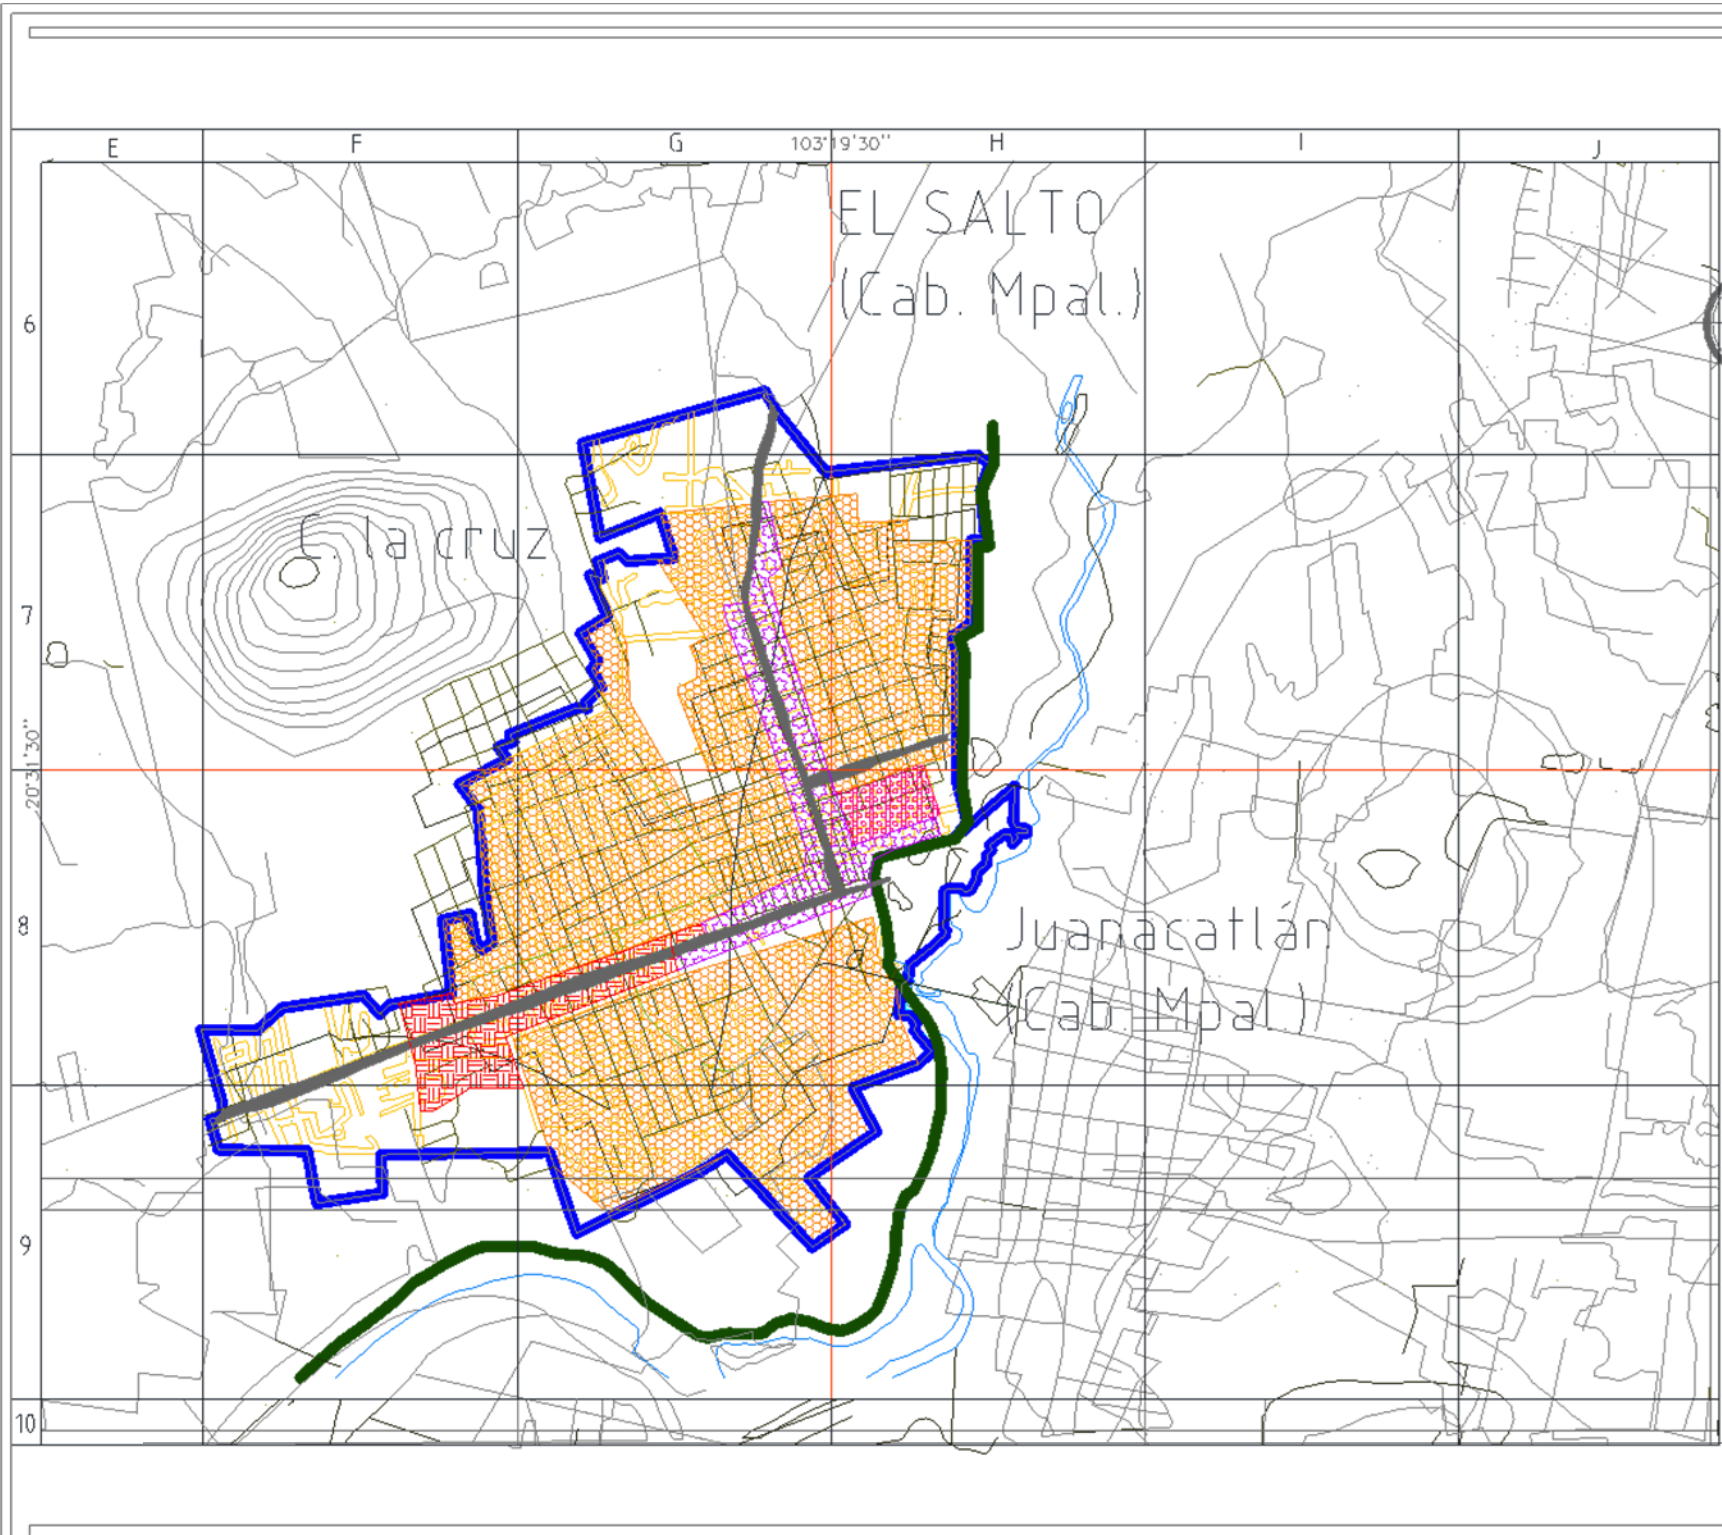 E F G 103°19'30'' H I J
EL SALTO
(Cab. Mpal.)
6
C. la cruz
7
20°31'30''
8
Juanacatlán
(Cab. Mpal.)
9
10